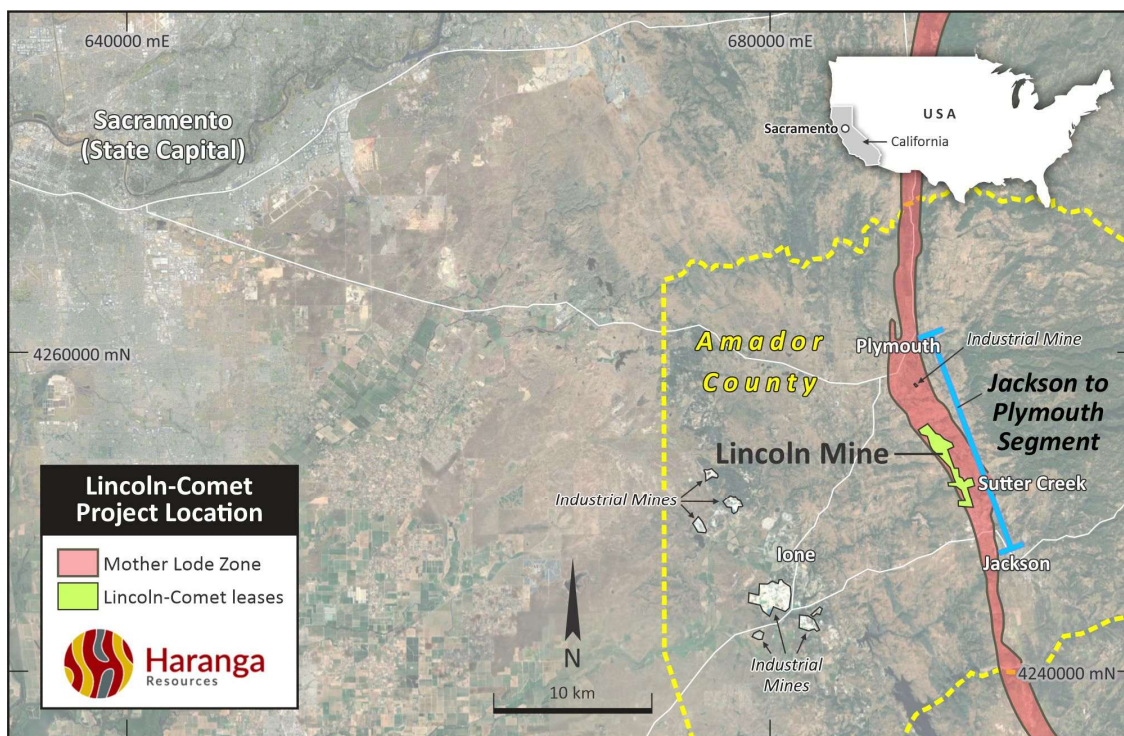 640000 mE
680000 mE
Sacramento
(State Capital)
USA
Sacramento
California
4260000 mN
Amador
County
Plymouth
Industrial Mine
Jackson to
Plymouth
Segment
Lincoln Mine
Sutter Creek
Industrial Mines
Ione
Jackson
Industrial
Mines
4240000 mN
N
10 km
Lincoln-Comet
Project Location
Mother Lode Zone
Lincoln-Comet leases
Haranga
Resources